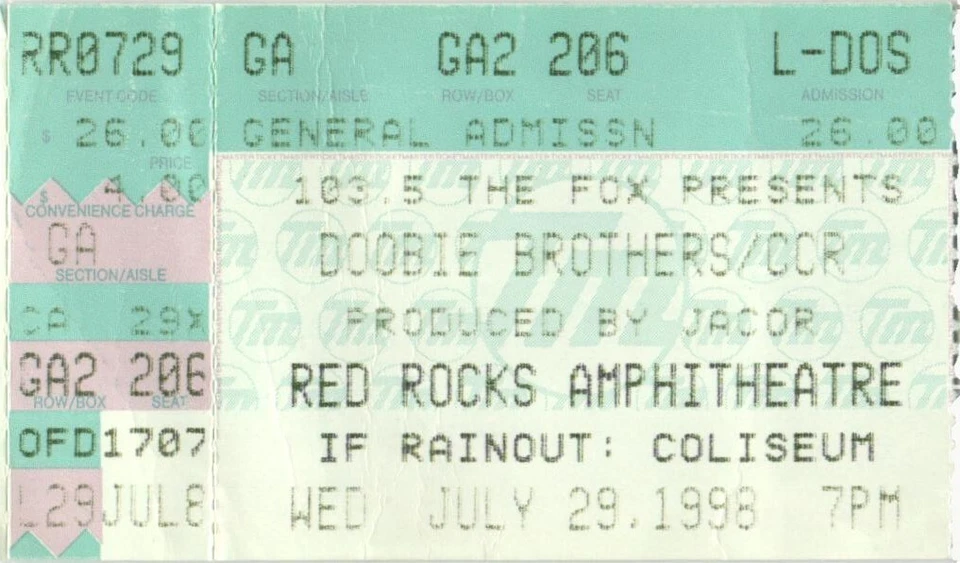 RR0729 GA GA2 206 L-DOS
EVENT CODE SECTION/AISLE ROW/BOX SEAT ADMISSION
$ 26.00 GENERAL ADMISSN 26.00
PRICE
$ 4.00 103.5 THE FOX PRESENTS
CONVENIENCE CHARGE
GA DOOBIE BROTHERS/CCR
SECTION/AISLE
CA 29X PRODUCED BY JACOR
GA2 206 RED ROCKS AMPHITHEATRE
ROW/BOX SEAT
OFD1707 IF RAINOUT: COLISEUM
29JUL8 WED JULY 29,1998 7PM